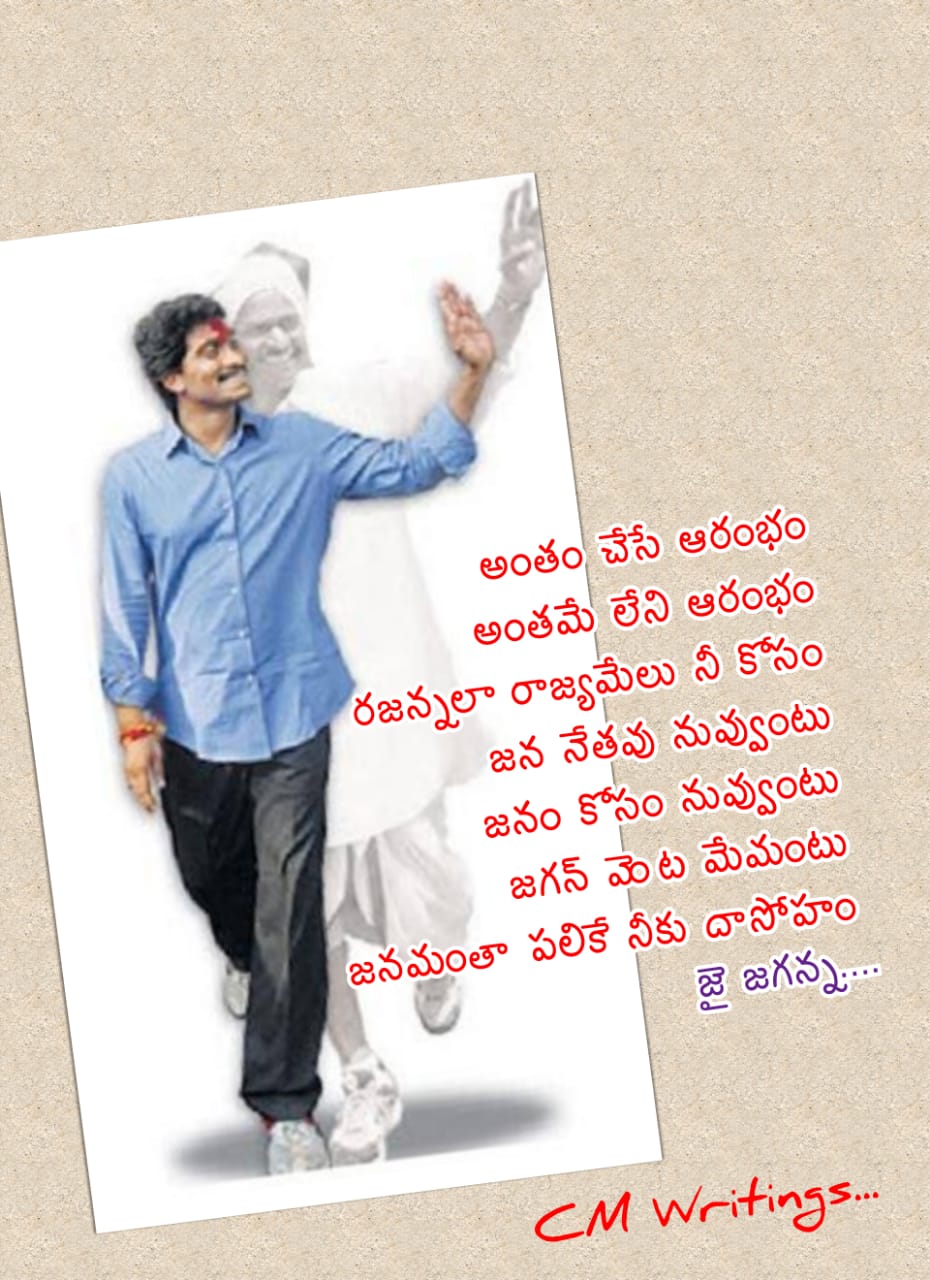 అంతం చేసే ఆరంభం
అంతమే లేని ఆరంభం
రజన్నలా రాజ్యమేలు నీ కోసం
జన నేతవు నువ్వుంటు
జనం కోసం నువ్వుంటు
జగన్ వెంట మేమంటు
జనమంతా పలికే నీకు దాసోహం
జై జగన్న....
CM Writings...